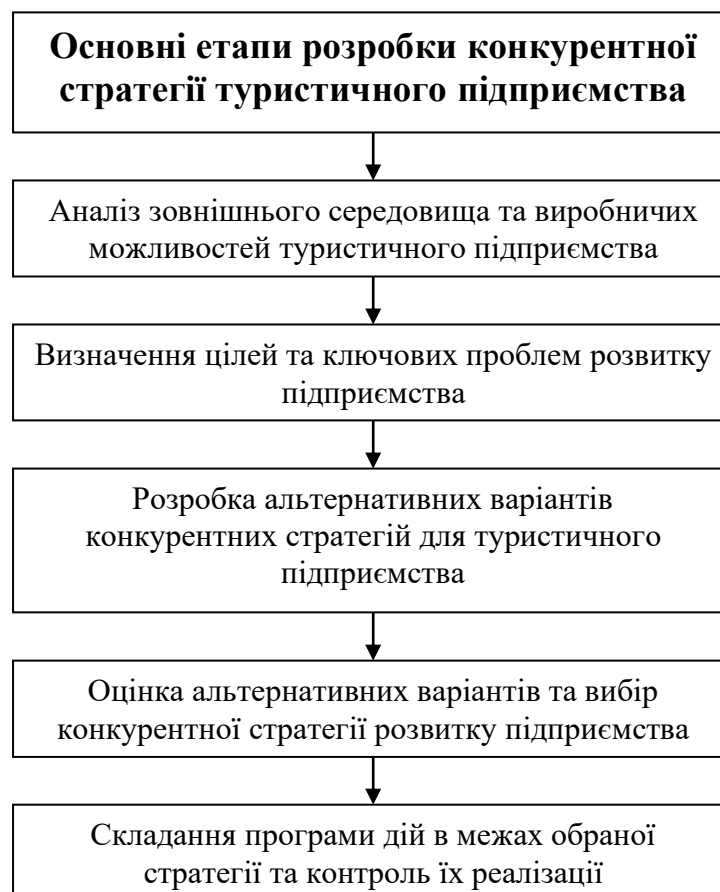 Основні етапи розробки конкурентної
стратегії туристичного підприємства
Аналіз зовнішнього середовища та виробничих
можливостей туристичного підприємства
Визначення цілей та ключових проблем розвитку
підприємства
Розробка альтернативних варіантів
конкурентних стратегій для туристичного
підприємства
Оцінка альтернативних варіантів та вибір
конкурентної стратегії розвитку підприємства
Складання програми дій в межах обраної
стратегії та контроль їх реалізації